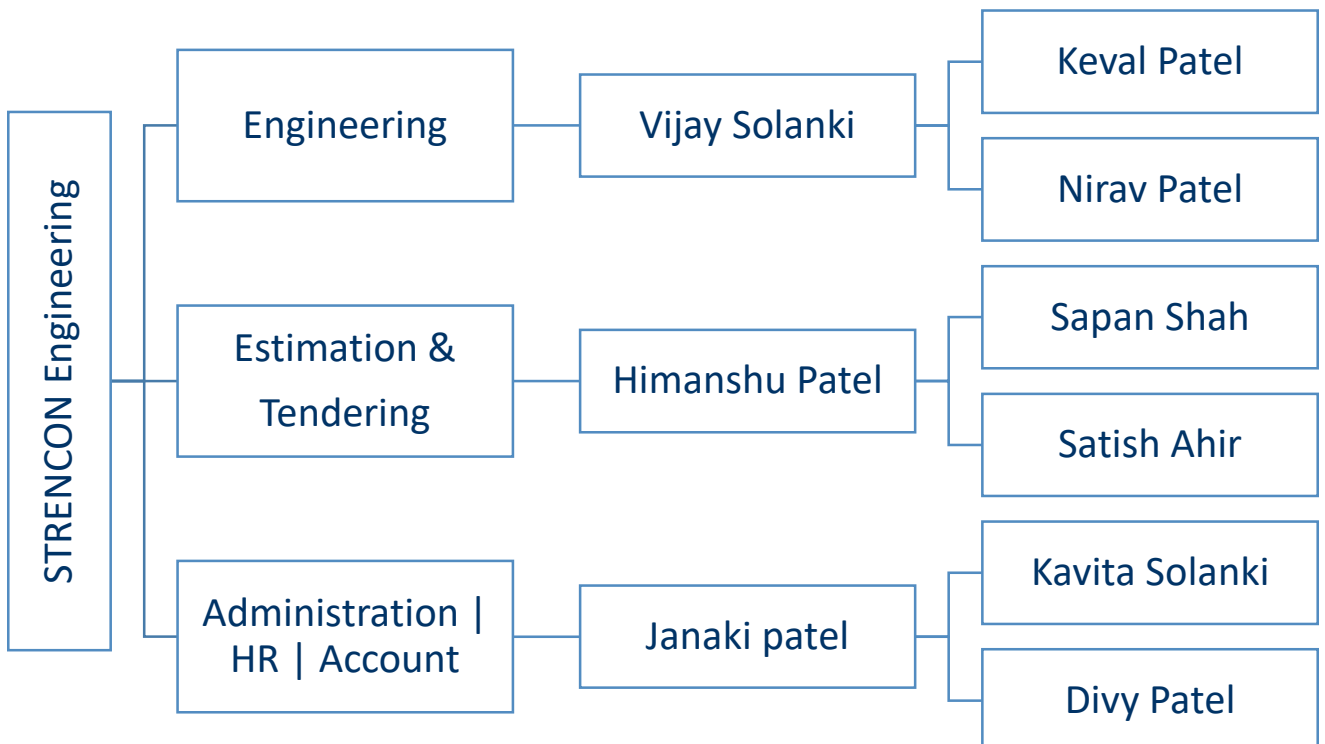 STRENCON Engineering
Engineering
Vijay Solanki
Keval Patel
Nirav Patel
Estimation &
Tendering
Himanshu Patel
Sapan Shah
Satish Ahir
Administration |
HR | Account
Janaki patel
Kavita Solanki
Divy Patel